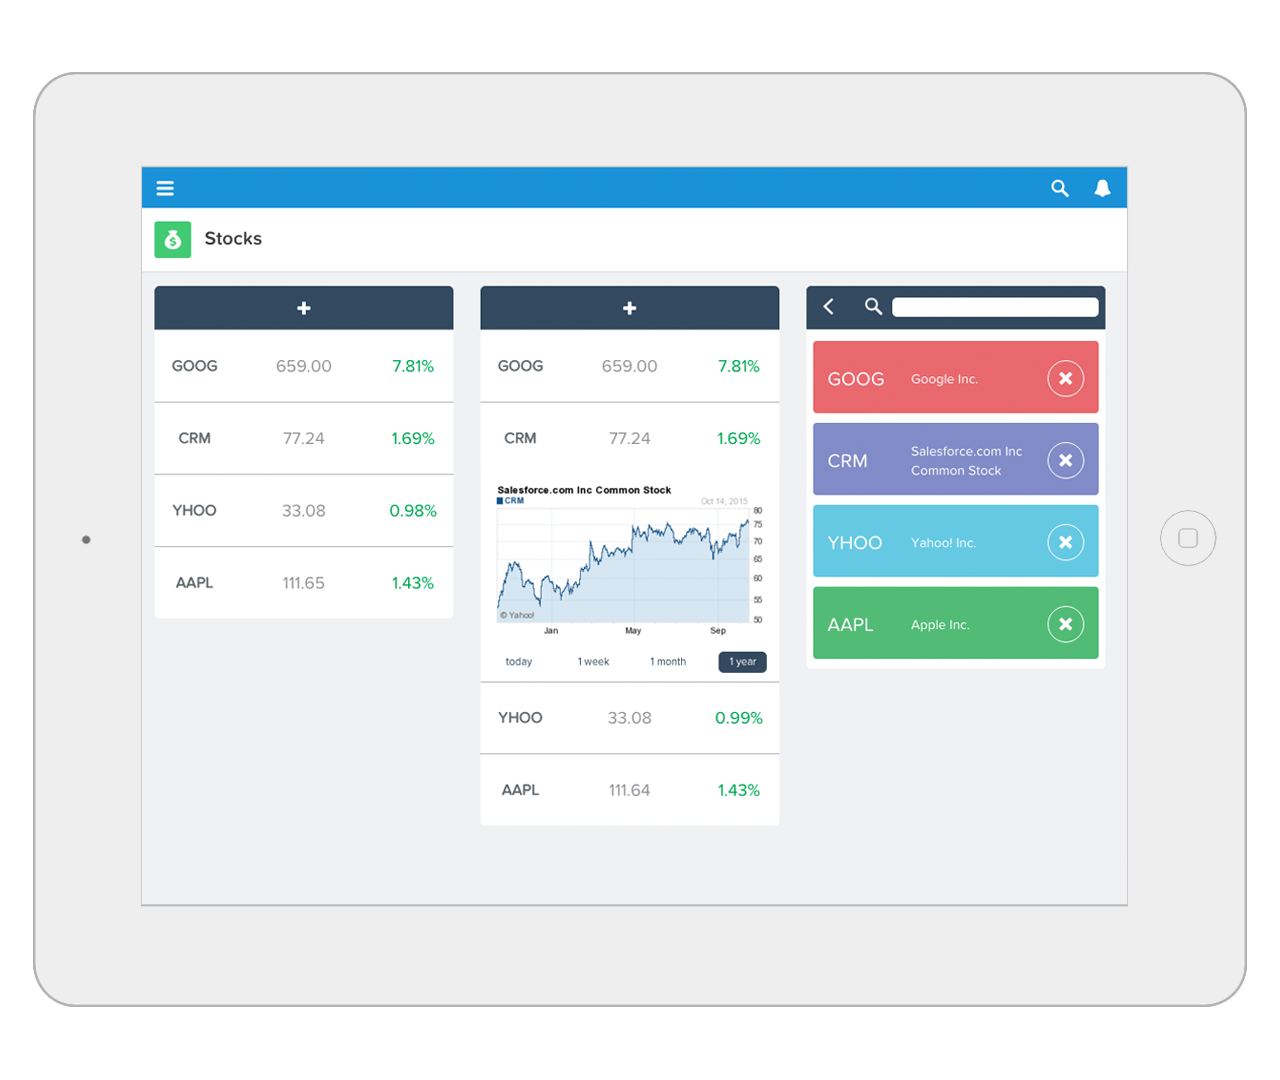 Stocks
GOOG 659.00 7.81%
CRM 77.24 1.69%
YHOO 33.08 0.98%
AAPL 111.65 1.43%
GOOG 659.00 7.81%
CRM 77.24 1.69%
Salesforce.com Inc Common Stock
CRM Oct 14, 2015
80
75
70
65
60
55
50
© Yahoo!
Jan May Sep
today 1 week 1 month 1 year
YHOO 33.08 0.99%
AAPL 111.64 1.43%
GOOG Google Inc.
CRM Salesforce.com Inc
Common Stock
YHOO Yahoo! Inc.
AAPL Apple Inc.